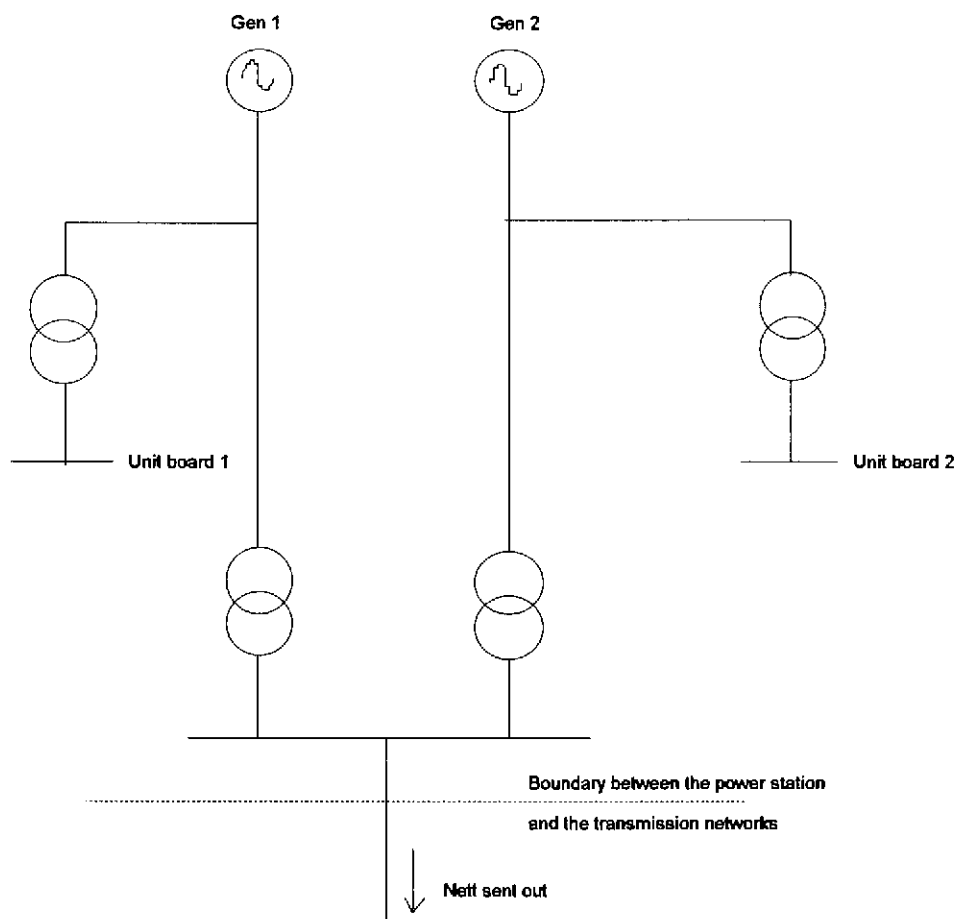 Gen 1
Gen 2
Unit board 1
Unit board 2
Boundary between the power station
and the transmission networks
Nett sent out